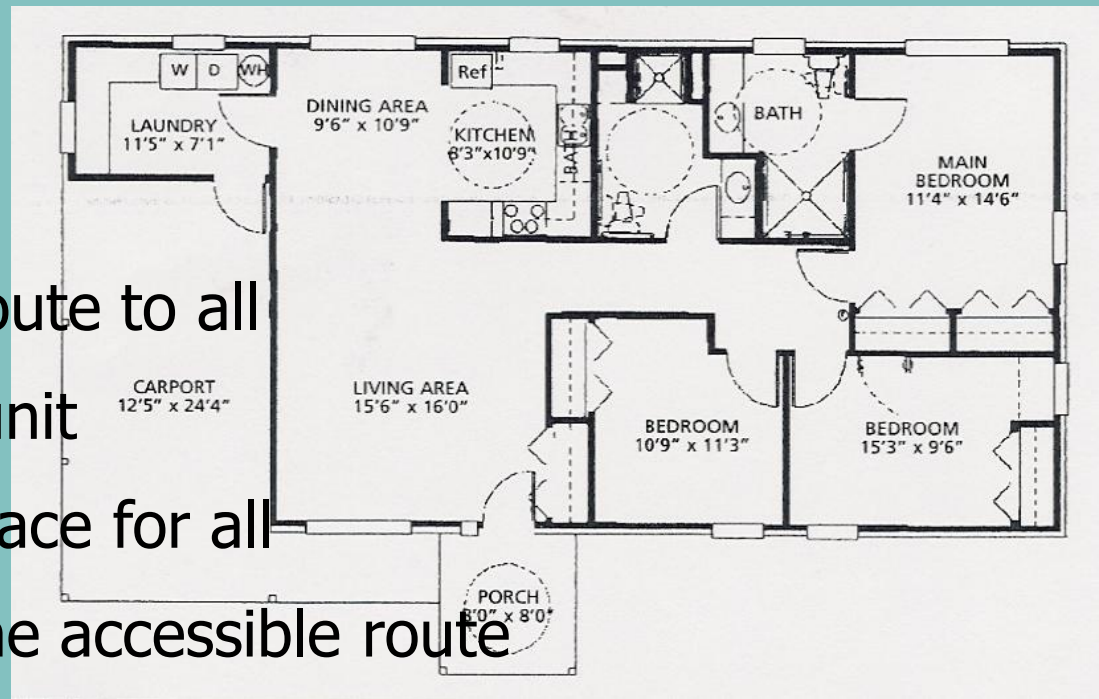 W D WH
LAUNDRY
11'5" x 7'1"
DINING AREA
9'6" x 10'9"
Ref
KITCHEN
8'3"x10'9"
BATH
BATH
MAIN
BEDROOM
11'4" x 14'6"
oute to all
CARPORT
12'5" x 24'4"
LIVING AREA
15'6" x 16'0"
unit
BEDROOM
10'9" x 11'3"
BEDROOM
15'3" x 9'6"
ace for all
PORCH
8'0" x 8'0"
ne accessible route